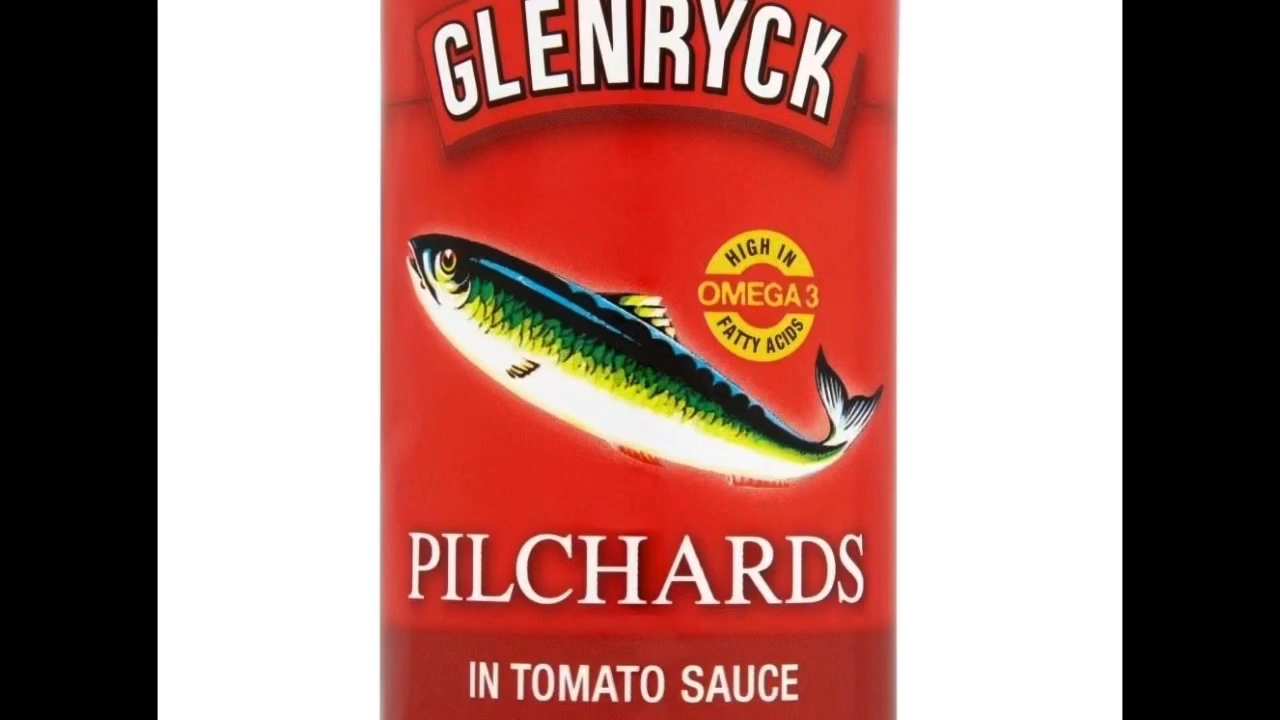 GLENRYCK
HIGH IN
OMEGA 3
FATTY ACIDS
PILCHARDS
IN TOMATO SAUCE